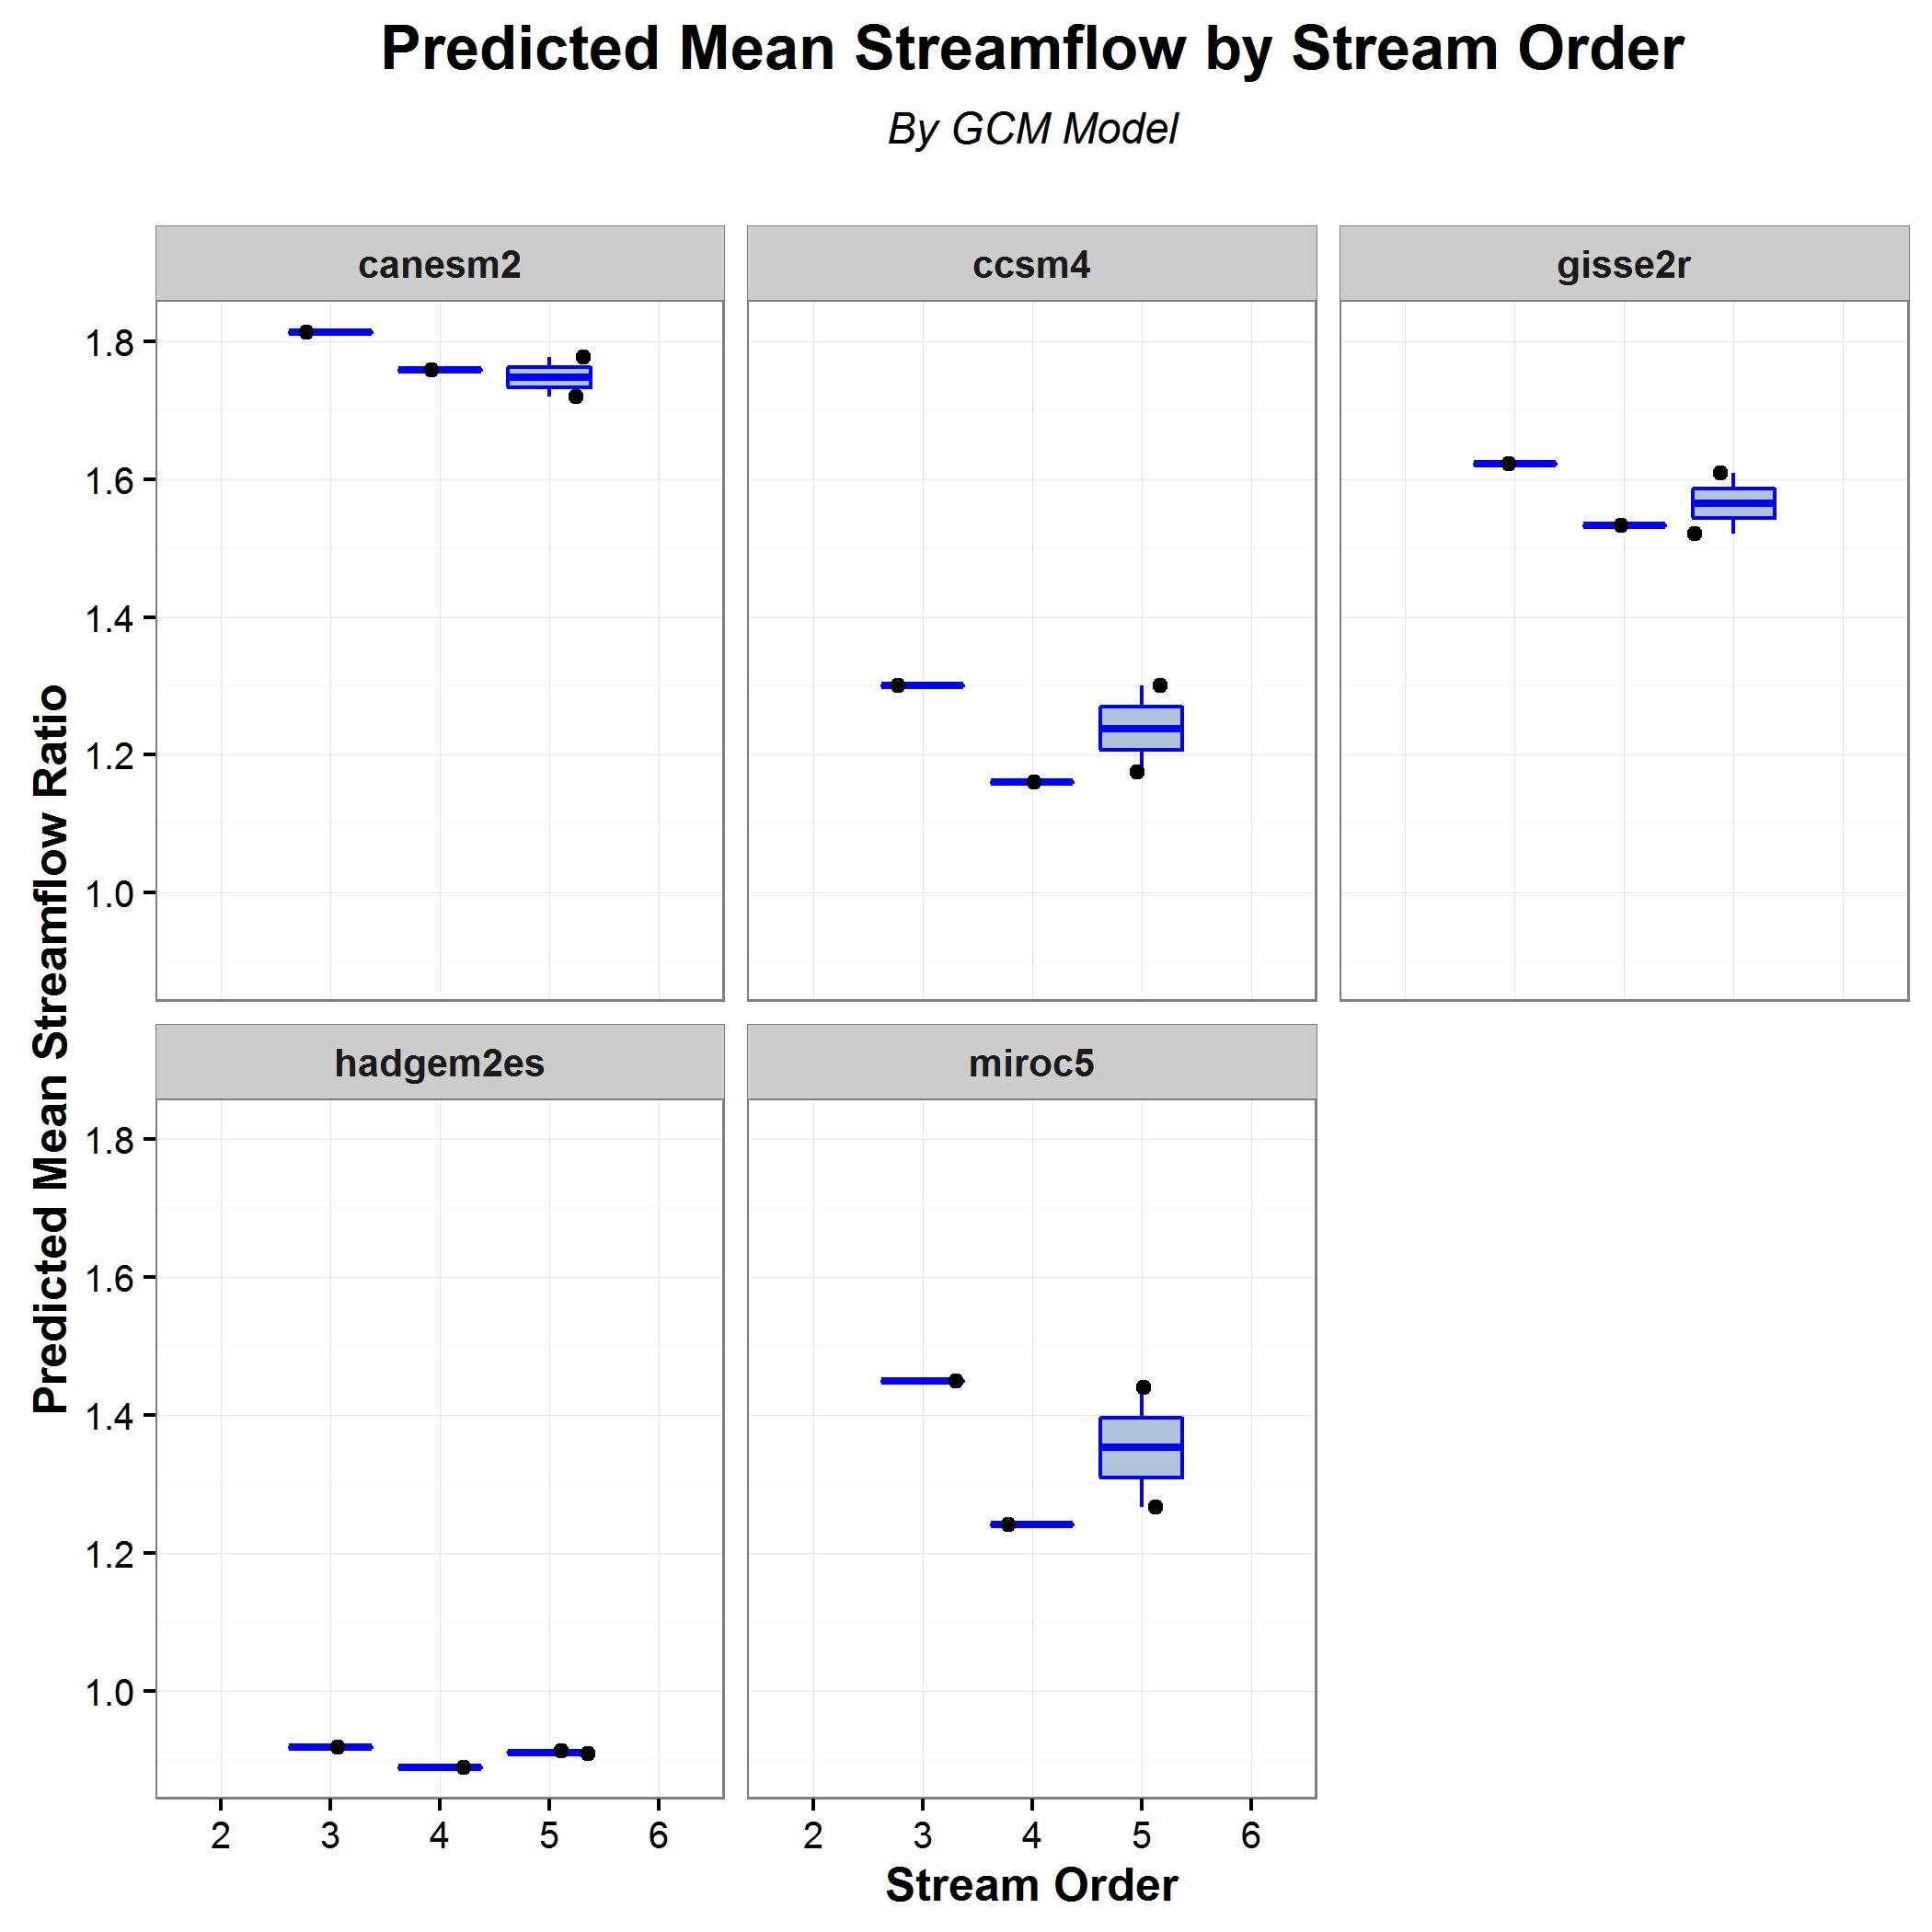 Predicted Mean Streamflow by Stream Order
By GCM Model
canesm2
ccsm4
gisse2r
1.8
1.6
1.4
1.2
1.0
Predicted Mean Streamflow Ratio
hadgem2es
miroc5
1.8
1.6
1.4
1.2
1.0
2 3 4 5 6
2 3 4 5 6
Stream Order